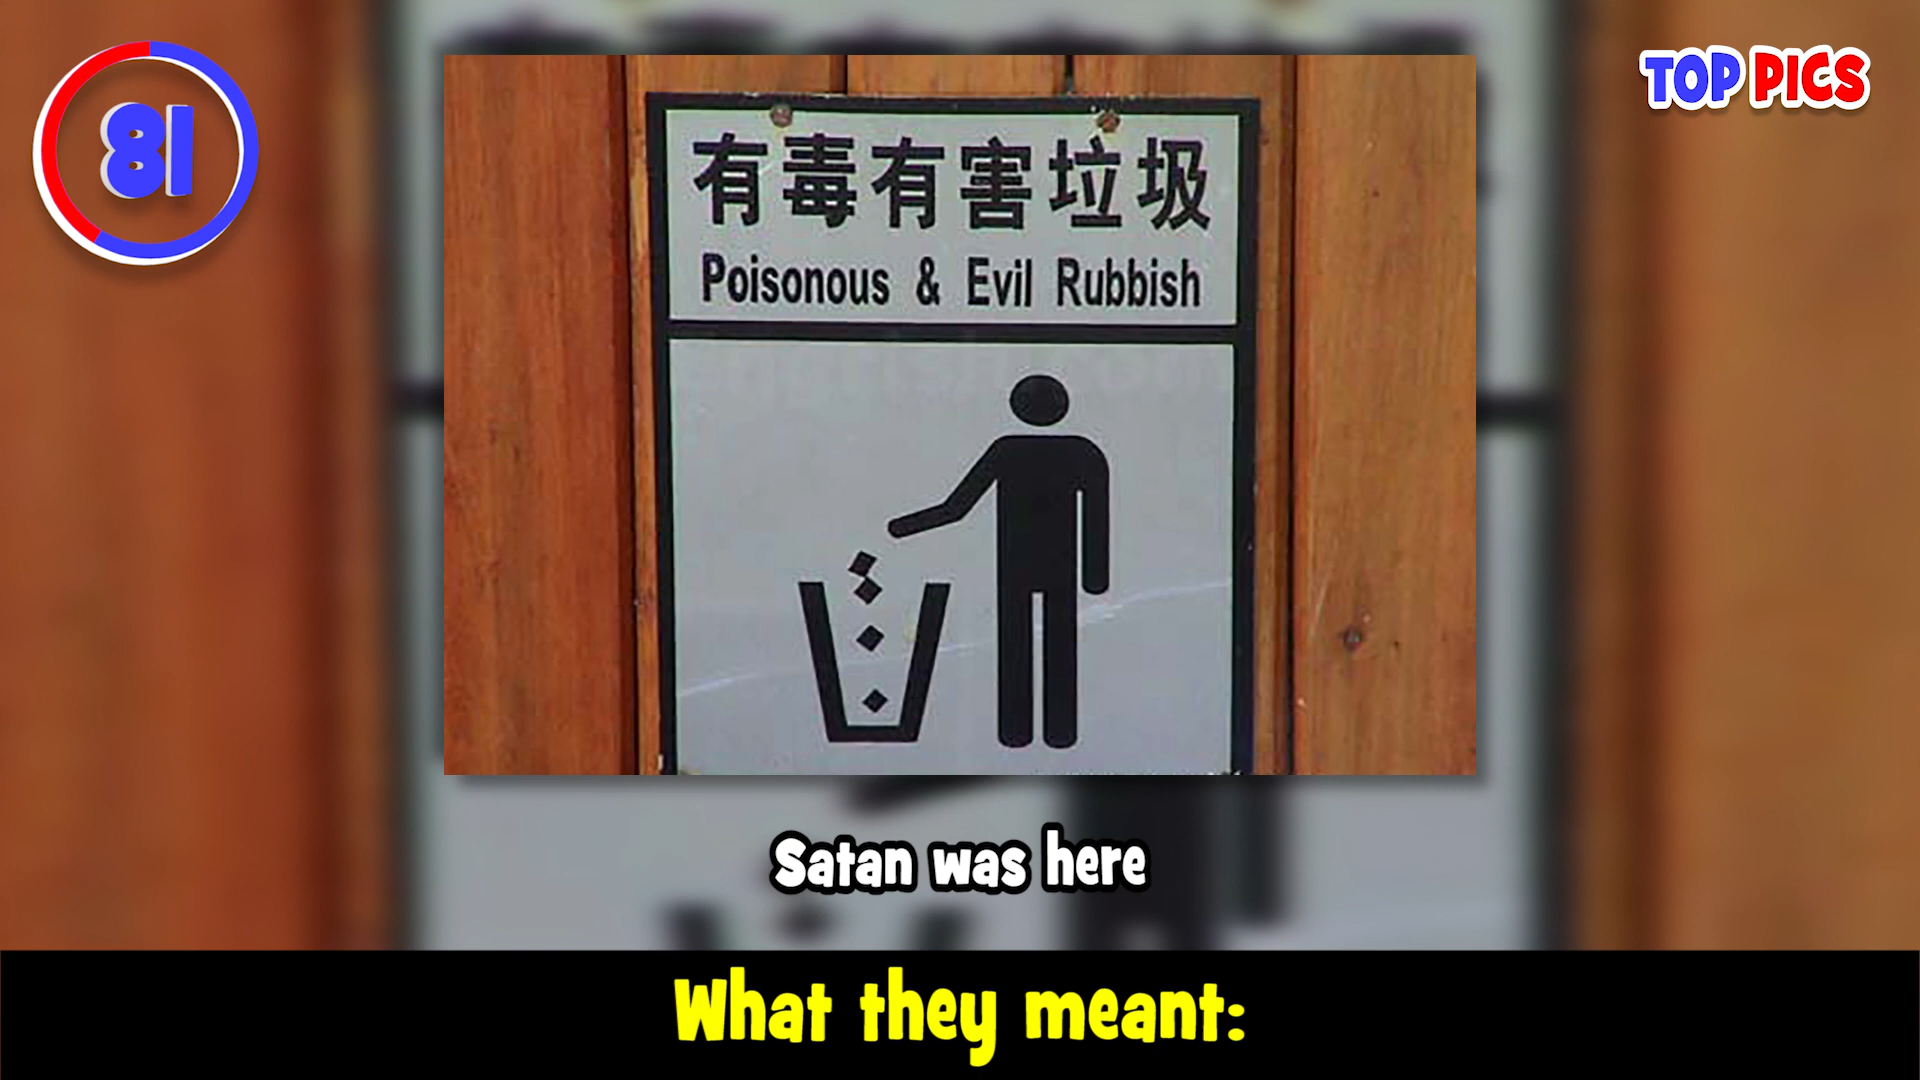 81
TOP PICS
有毒有害垃圾
Poisonous & Evil Rubbish
Satan was here
What they meant: